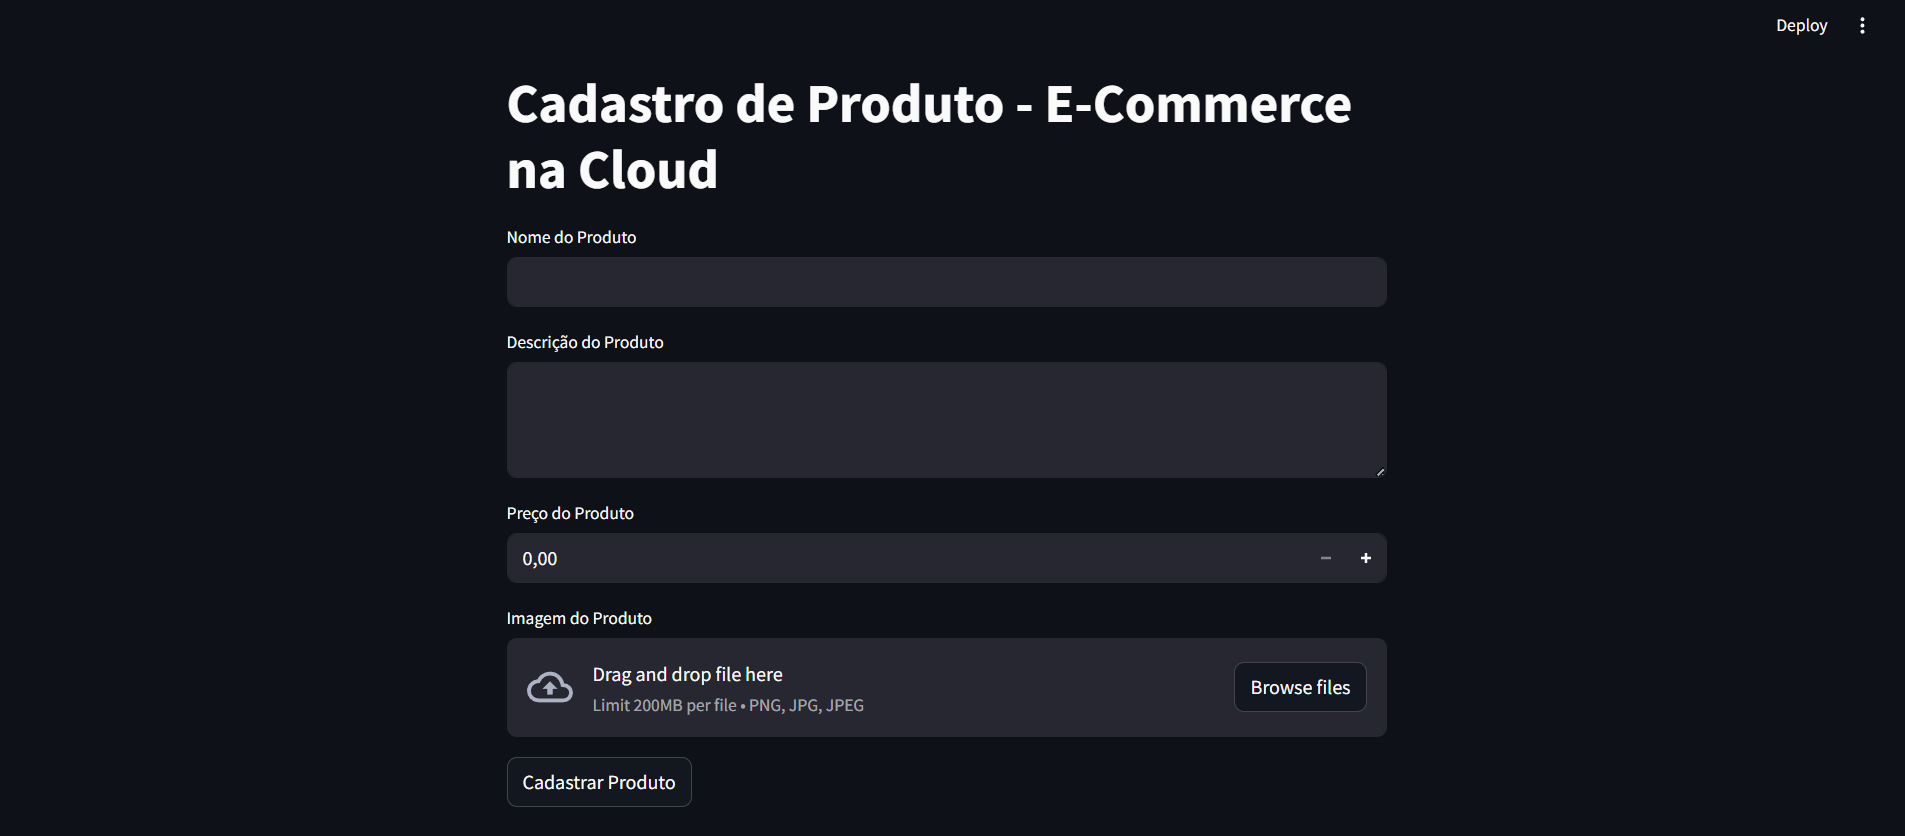 Deploy
Cadastro de Produto - E-Commerce
na Cloud
Nome do Produto
Descrição do Produto
Preço do Produto
0,00
Imagem do Produto
Drag and drop file here
Limit 200MB per file • PNG, JPG, JPEG
Browse files
Cadastrar Produto